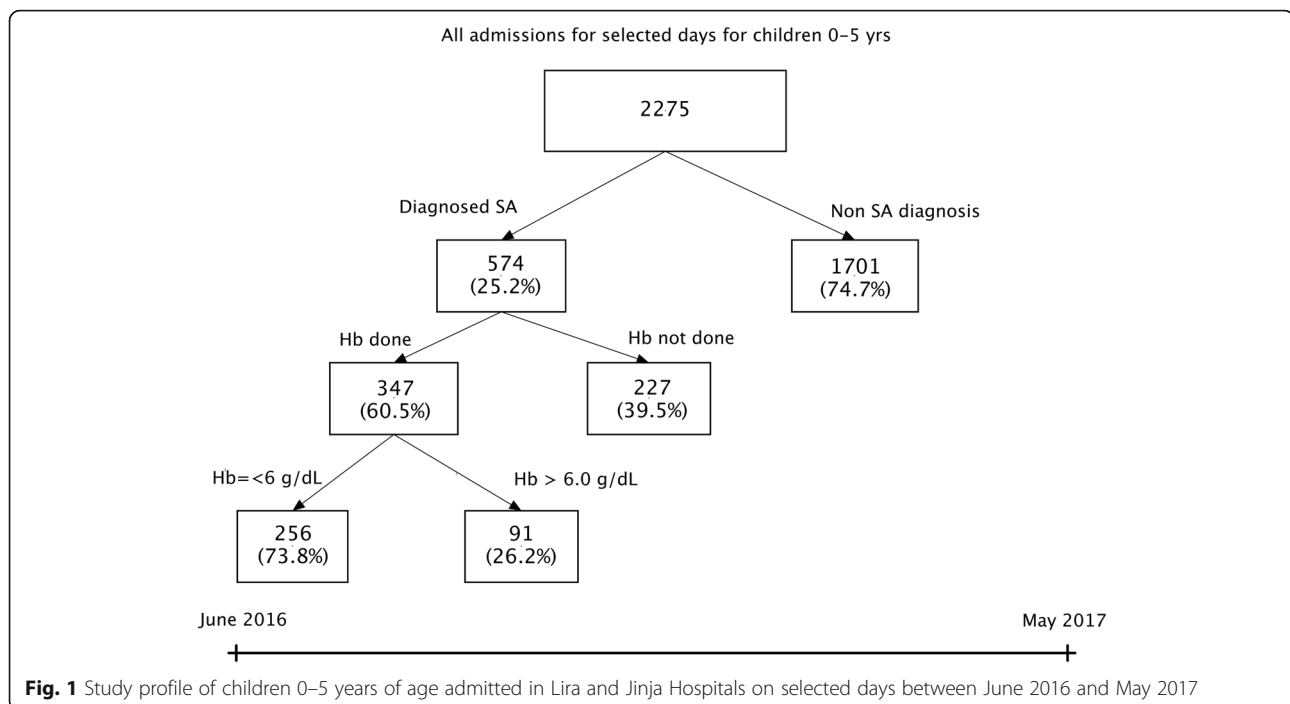 All admissions for selected days for children 0–5 yrs
2275
Diagnosed SA
Non SA diagnosis
574
(25.2%)
1701
(74.7%)
Hb done
Hb not done
347
(60.5%)
227
(39.5%)
Hb=<6 g/dL
Hb > 6.0 g/dL
256
(73.8%)
91
(26.2%)
June 2016
May 2017
Fig. 1 Study profile of children 0–5 years of age admitted in Lira and Jinja Hospitals on selected days between June 2016 and May 2017